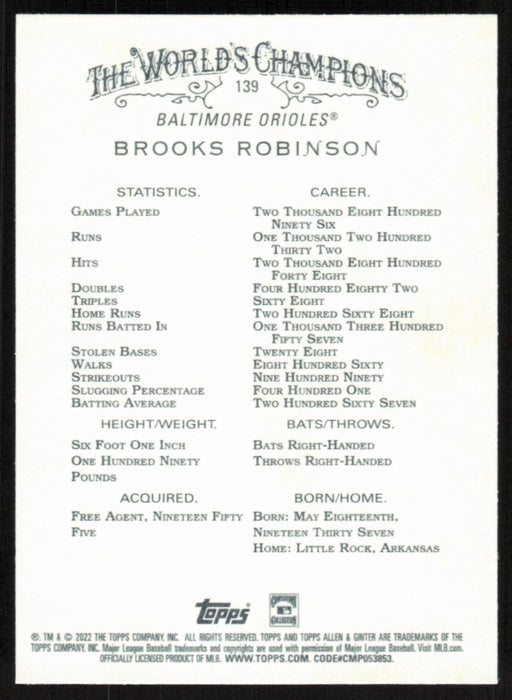 THE WORLD'S CHAMPIONS
139
BALTIMORE ORIOLES®
BROOKS ROBINSON
STATISTICS. CAREER.
GAMES PLAYED TWO THOUSAND EIGHT HUNDRED
NINETY SIX
RUNS ONE THOUSAND TWO HUNDRED
THIRTY TWO
HITS TWO THOUSAND EIGHT HUNDRED
FORTY EIGHT
DOUBLES FOUR HUNDRED EIGHTY TWO
TRIPLES SIXTY EIGHT
HOME RUNS TWO HUNDRED SIXTY EIGHT
RUNS BATTED IN ONE THOUSAND THREE HUNDRED
FIFTY SEVEN
STOLEN BASES TWENTY EIGHT
WALKS EIGHT HUNDRED SIXTY
STRIKEOUTS NINE HUNDRED NINETY
SLUGGING PERCENTAGE FOUR HUNDRED ONE
BATTING AVERAGE TWO HUNDRED SIXTY SEVEN
HEIGHT/WEIGHT. BATS/THROWS.
SIX FOOT ONE INCH BATS RIGHT-HANDED
ONE HUNDRED NINETY THROWS RIGHT-HANDED
POUNDS
ACQUIRED. BORN/HOME.
FREE AGENT, NINETEEN FIFTY BORN: MAY EIGHTEENTH,
FIVE NINETEEN THIRTY SEVEN
HOME: LITTLE ROCK, ARKANSAS
Topps
®, TM & © 2022 THE TOPPS COMPANY, INC. ALL RIGHTS RESERVED. TOPPS AND TOPPS ALLEN & GINTER ARE TRADEMARKS OF THE
TOPPS COMPANY, INC. Major League Baseball trademarks and copyrights are used with permission of Major League Baseball. Visit MLB.com.
OFFICIALLY LICENSED PRODUCT OF MLB. WWW.TOPPS.COM. CODE#CMP053853.